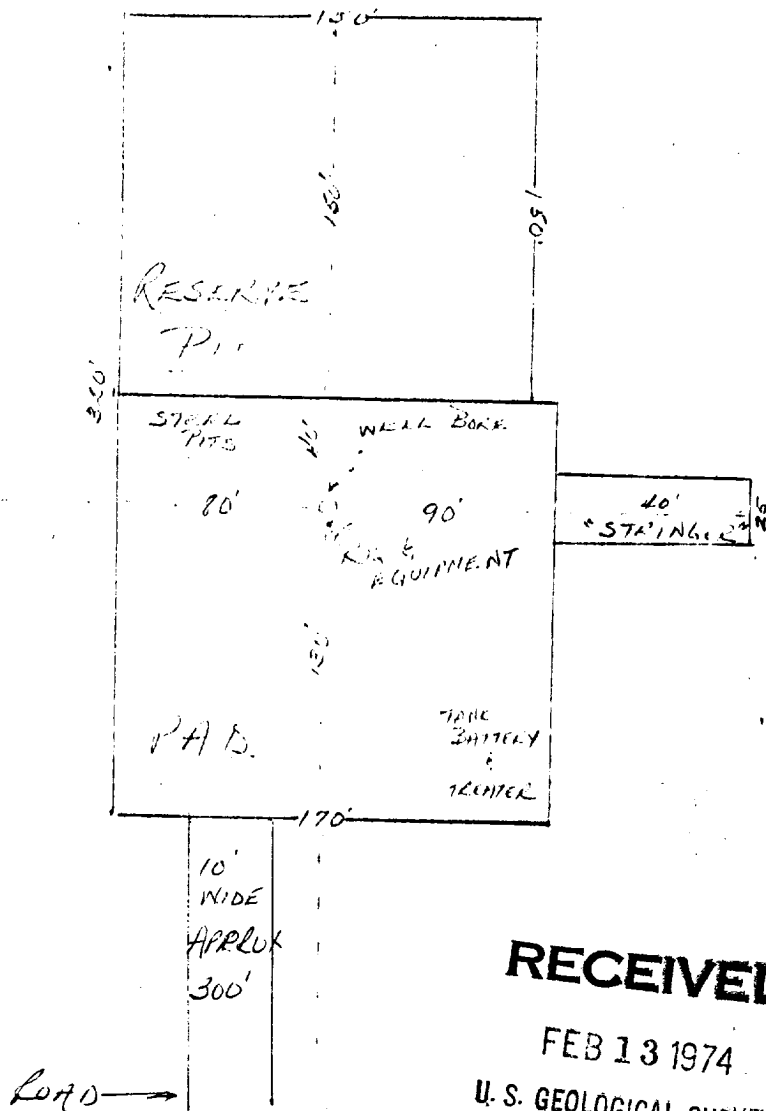 150'
150'
150'
RESERVE
PIT
STEEL
PITS
WELL BORE
80'
90'
RIG &
EQUIPMENT
40'
"STRINGER"
25'
PAD
TANK
BATTERY
&
TREATER
170'
10'
WIDE
APPROX
300'
ROAD
RECEIVED
FEB 13 1974
U. S. GEOLOGICAL SURVEY